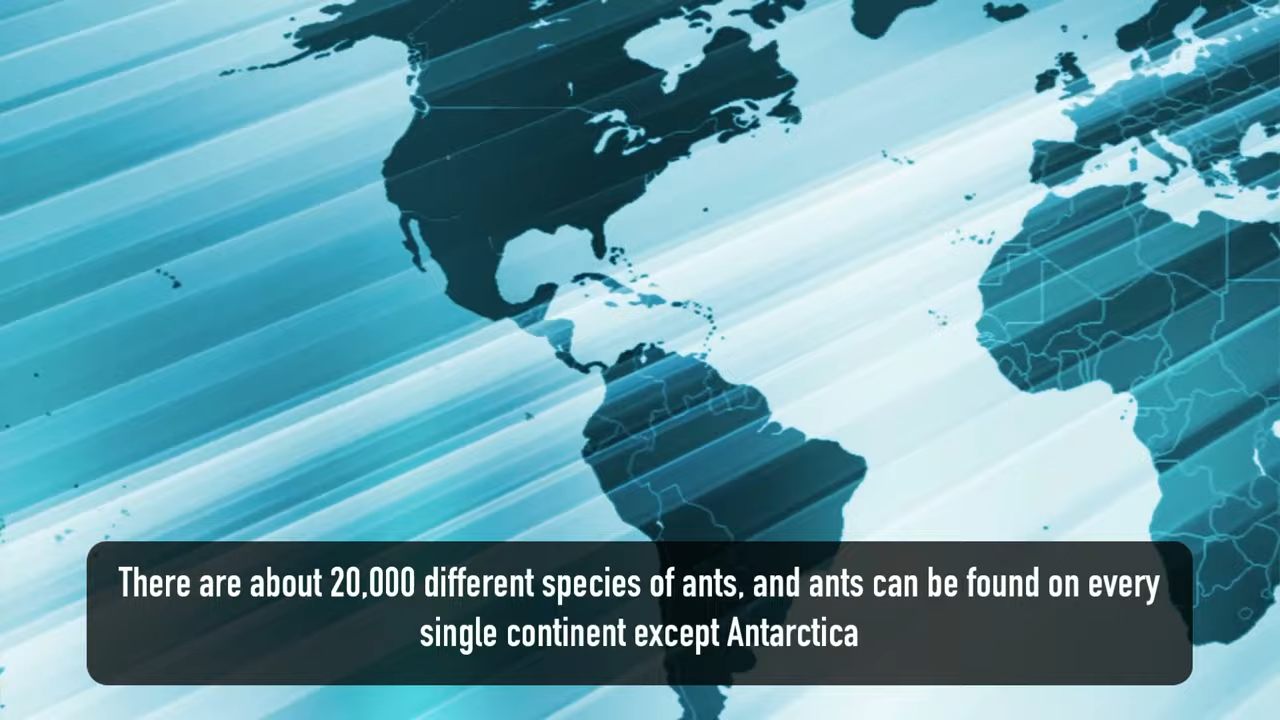 There are about 20,000 different species of ants, and ants can be found on every
single continent except Antarctica